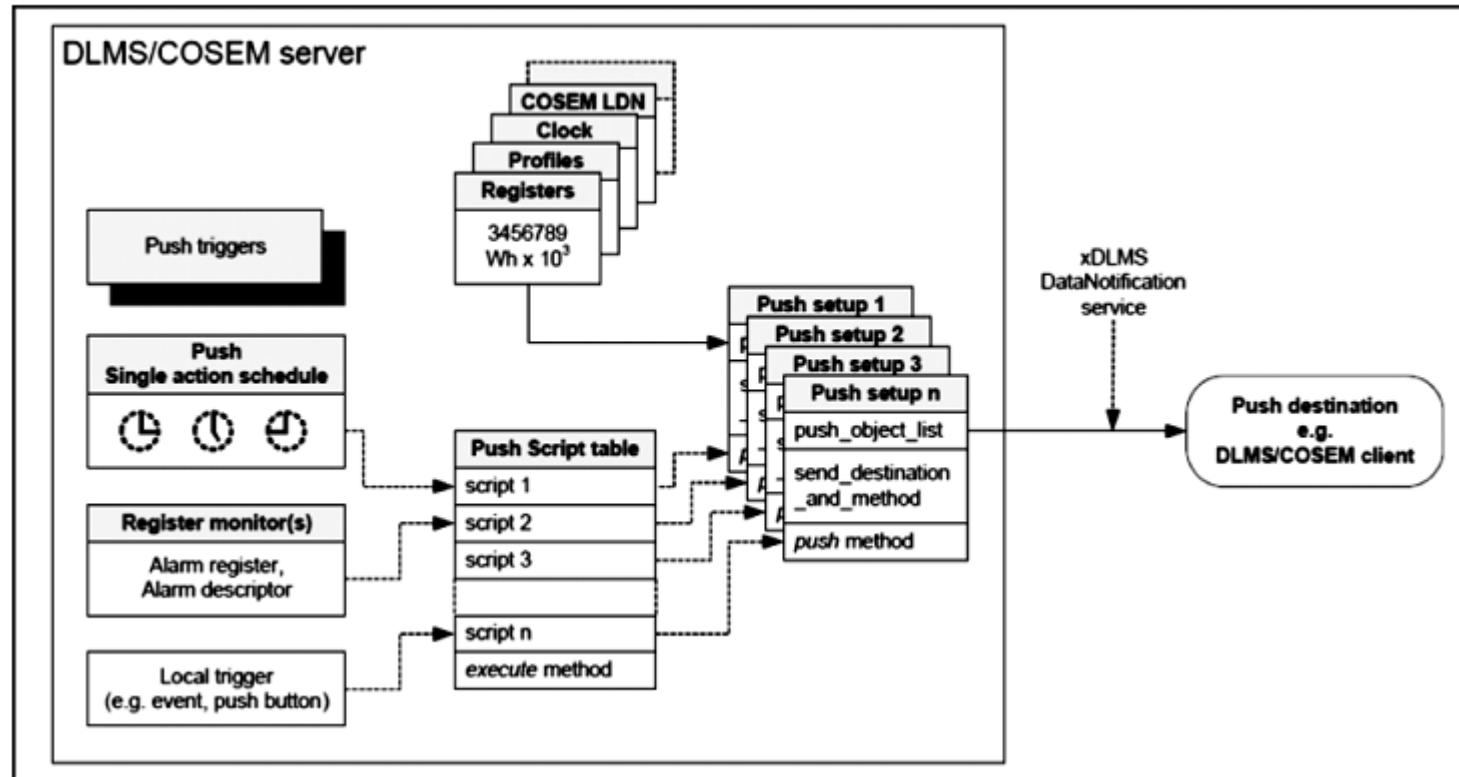 DLMS/COSEM server
COSEM LDN
Clock
Profiles
Registers
3456789
Wh x 10³
Push triggers
Push
Single action schedule
Register monitor(s)
Alarm register,
Alarm descriptor
Local trigger
(e.g. event, push button)
Push Script table
script 1
script 2
script 3
script n
execute method
Push setup 1
Push setup 2
Push setup 3
Push setup n
push_object_list
send_destination
_and_method
push method
xDLMS
DataNotification
service
Push destination
e.g.
DLMS/COSEM client